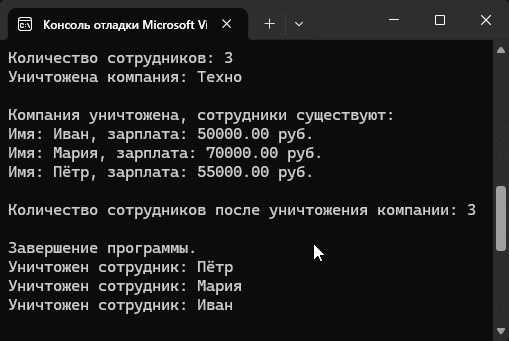 Консоль отладки Microsoft Vi
Количество сотрудников: 3
Уничтожена компания: Техно
Компания уничтожена, сотрудники существуют:
Имя: Иван, зарплата: 50000.00 руб.
Имя: Мария, зарплата: 70000.00 руб.
Имя: Пётр, зарплата: 55000.00 руб.
Количество сотрудников после уничтожения компании: 3
Завершение программы.
Уничтожен сотрудник: Пётр
Уничтожен сотрудник: Мария
Уничтожен сотрудник: Иван